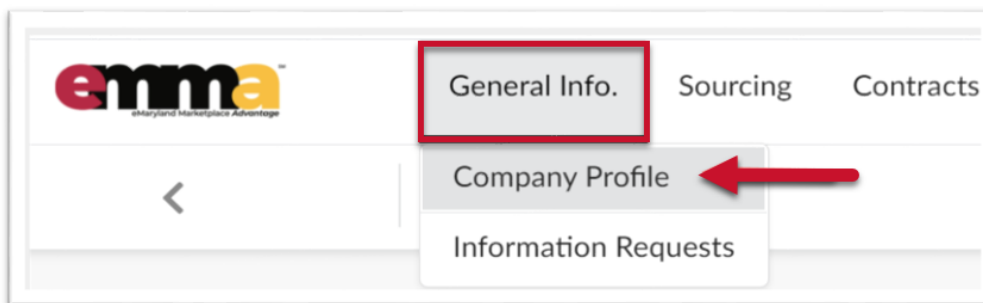 emma
eMaryland Marketplace Advantage
General Info. Sourcing Contracts
Company Profile
Information Requests